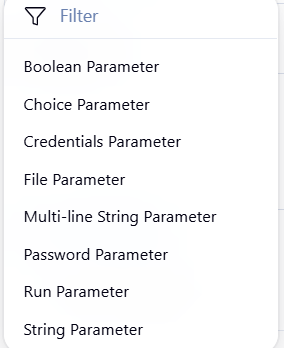 Filter
Boolean Parameter
Choice Parameter
Credentials Parameter
File Parameter
Multi-line String Parameter
Password Parameter
Run Parameter
String Parameter